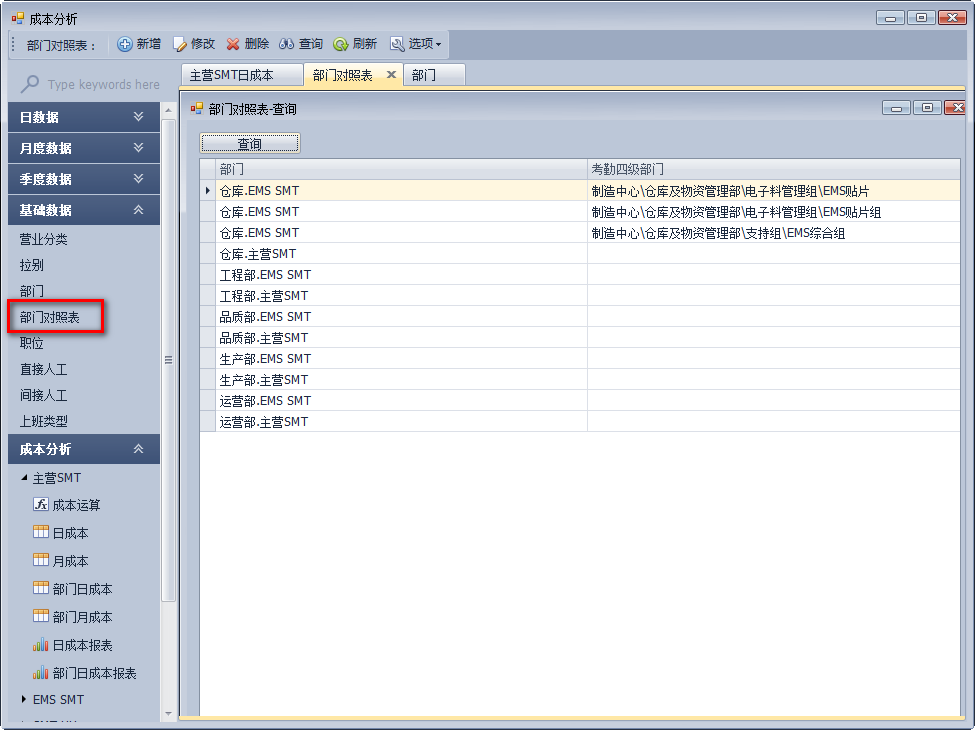 成本分析
部门对照表： 新增 修改 删除 查询 刷新 选项
Type keywords here
主营SMT日成本 部门对照表 部门
部门对照表-查询
查询
部门 考勤四级部门
仓库.EMS SMT 制造中心\仓库及物资管理部\电子料管理组\EMS贴片
仓库.EMS SMT 制造中心\仓库及物资管理部\电子料管理组\EMS贴片组
仓库.EMS SMT 制造中心\仓库及物资管理部\支持组\EMS综合组
仓库.主营SMT
工程部.EMS SMT
工程部.主营SMT
品质部.EMS SMT
品质部.主营SMT
生产部.EMS SMT
生产部.主营SMT
运营部.EMS SMT
运营部.主营SMT
日数据
月度数据
季度数据
基础数据
营业分类
拉别
部门
部门对照表
职位
直接人工
间接人工
上班类型
成本分析
主营SMT
成本运算
日成本
月成本
部门日成本
部门月成本
日成本报表
部门日成本报表
EMS SMT